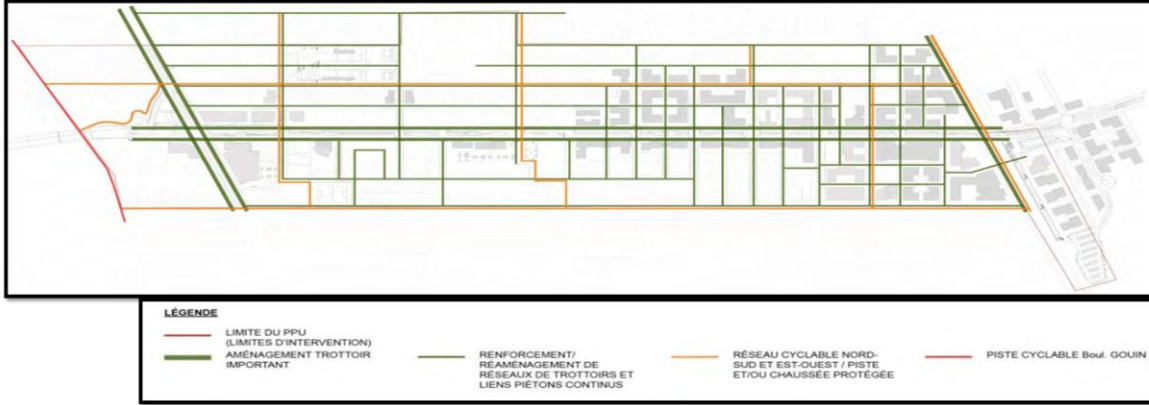 LÉGENDE
LIMITE DU PPU
(LIMITES D'INTERVENTION)
AMÉNAGEMENT TROTTOIR
IMPORTANT
RENFORCEMENT/
RÉAMÉNAGEMENT DE
RÉSEAUX DE TROTTOIRS ET
LIENS PIÉTONS CONTINUS
RÉSEAU CYCLABLE NORD-
SUD ET EST-OUEST / PISTE
ET/OU CHAUSSÉE PROTÉGÉE
PISTE CYCLABLE Boul. GOUIN